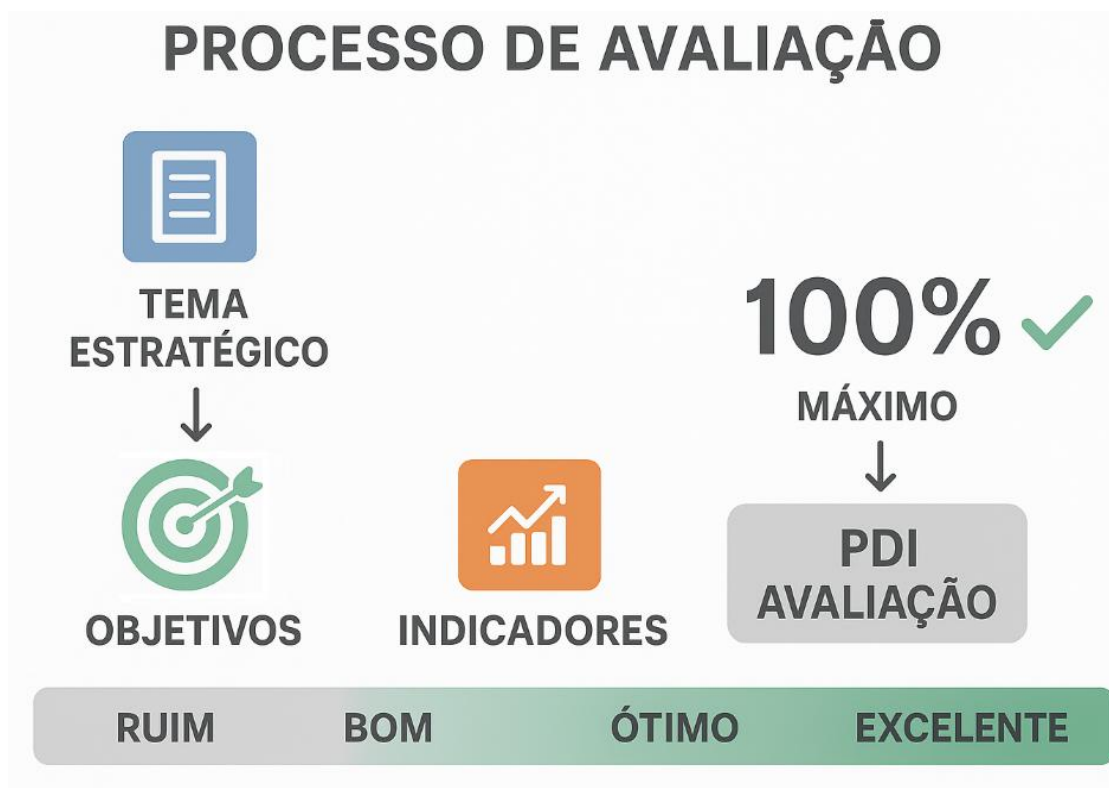 PROCESSO DE AVALIAÇÃO
TEMA
ESTRATÉGICO
OBJETIVOS
INDICADORES
100%
MÁXIMO
PDI
AVALIAÇÃO
RUIM BOM ÓTIMO EXCELENTE